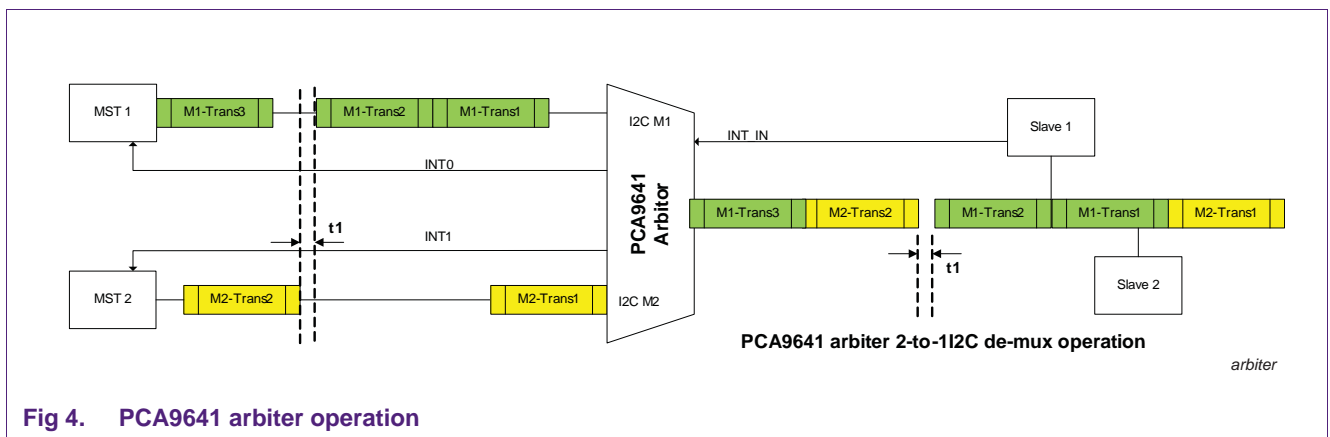 MST 1
M1-Trans3
M1-Trans2
M1-Trans1
I2C M1
INT_IN
Slave 1
INT0
PCA9641
Arbitor
M1-Trans3
M2-Trans2
M1-Trans2
M1-Trans1
M2-Trans1
t1
INT1
t1
MST 2
M2-Trans2
M2-Trans1
I2C M2
Slave 2
PCA9641 arbiter 2-to-1I2C de-mux operation
arbiter
Fig 4. PCA9641 arbiter operation